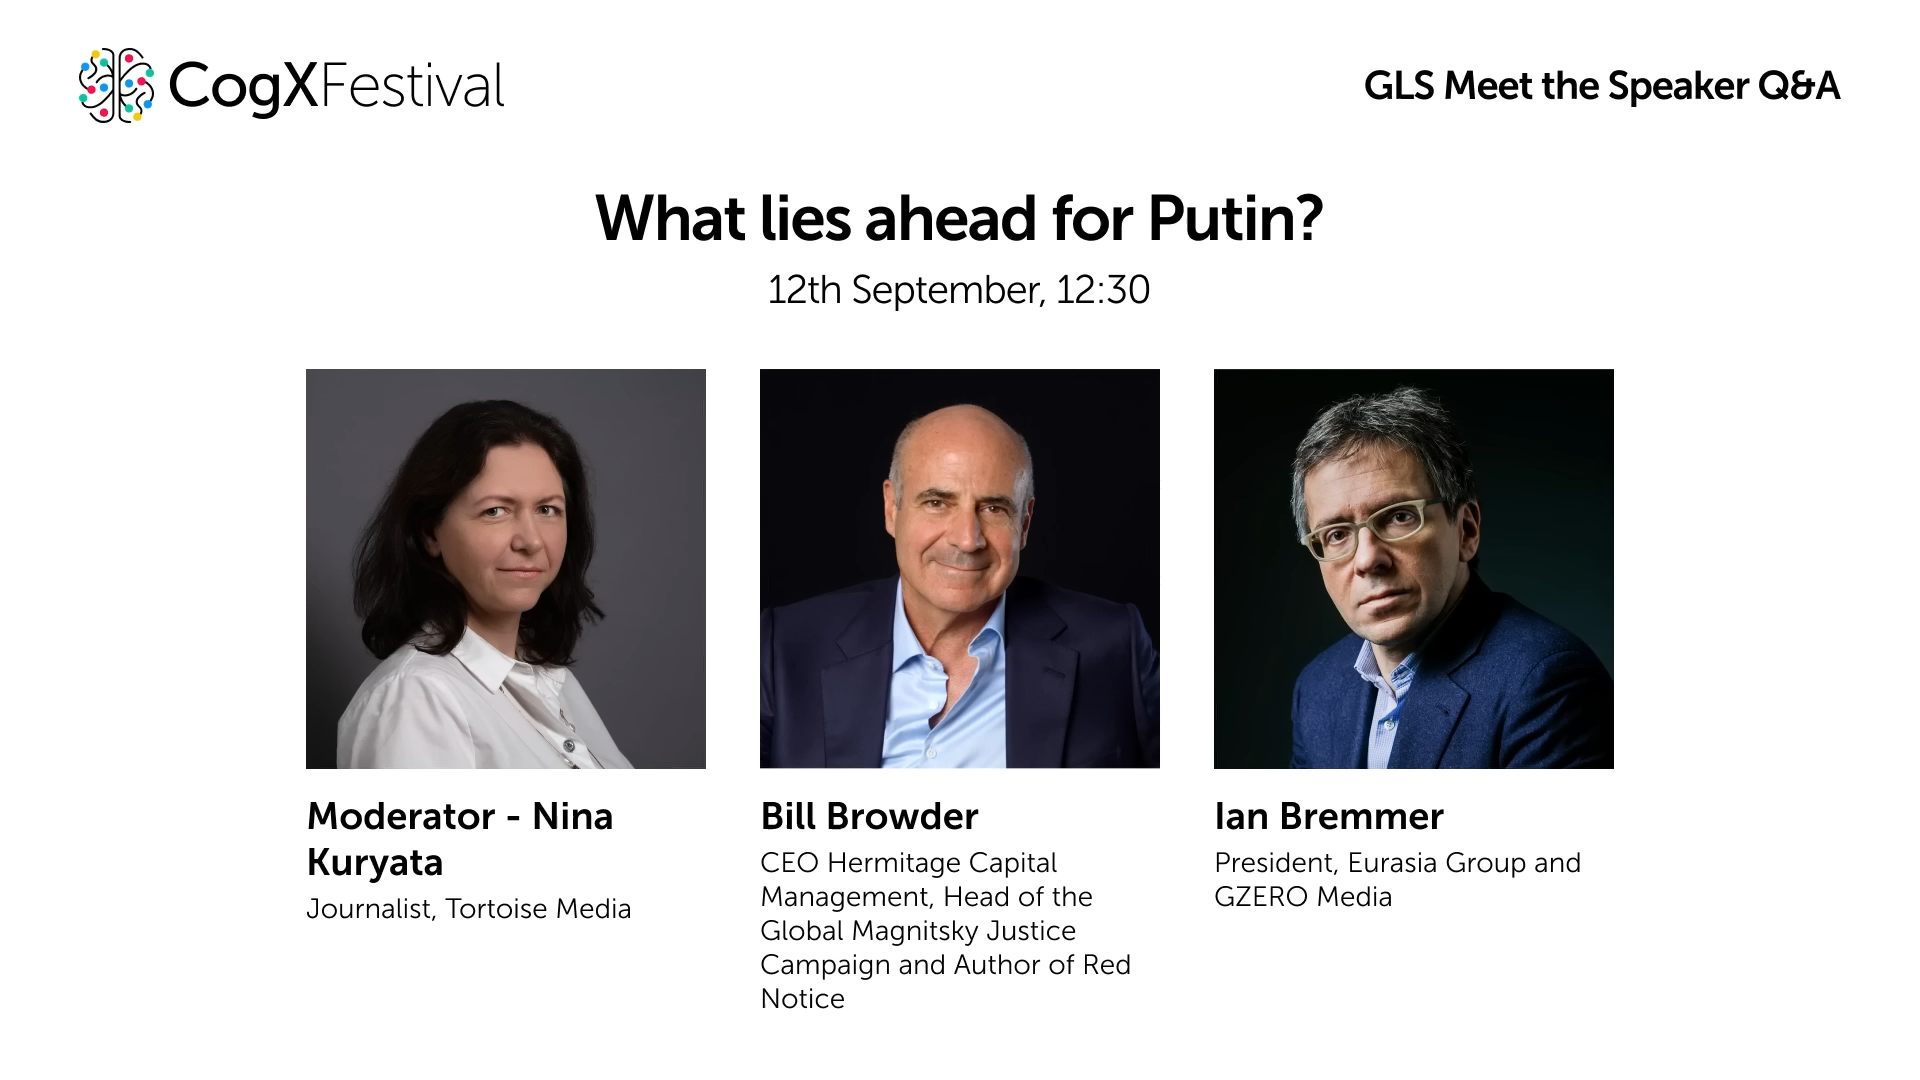 CogXFestival
GLS Meet the Speaker Q&A
What lies ahead for Putin?
12th September, 12:30
Moderator - Nina
Kuryata
Journalist, Tortoise Media
Bill Browder
CEO Hermitage Capital
Management, Head of the
Global Magnitsky Justice
Campaign and Author of Red
Notice
Ian Bremmer
President, Eurasia Group and
GZERO Media